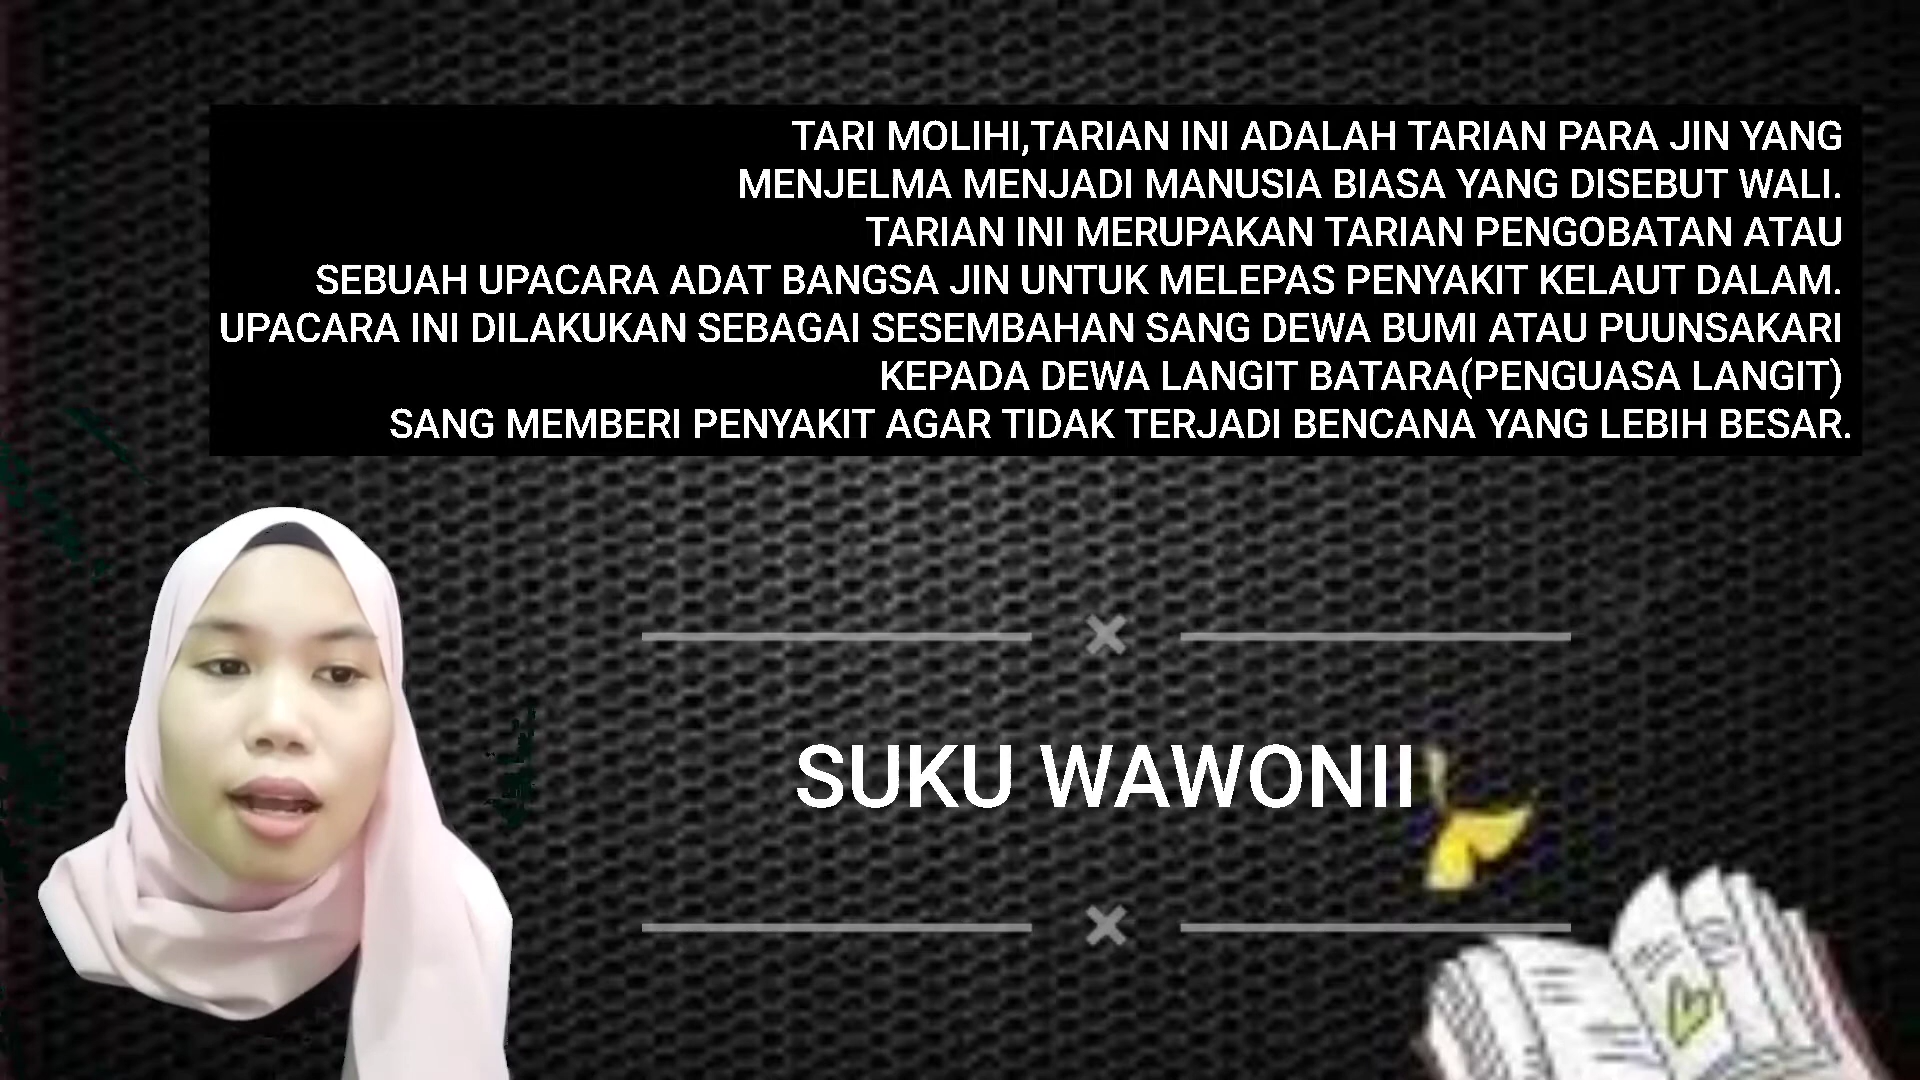 TARI MOLIHI,TARIAN INI ADALAH TARIAN PARA JIN YANG
MENJELMA MENJADI MANUSIA BIASA YANG DISEBUT WALI.
TARIAN INI MERUPAKAN TARIAN PENGOBATAN ATAU
SEBUAH UPACARA ADAT BANGSA JIN UNTUK MELEPAS PENYAKIT KELAUT DALAM.
UPACARA INI DILAKUKAN SEBAGAI SESEMBAHAN SANG DEWA BUMI ATAU PUUNSAKARI
KEPADA DEWA LANGIT BATARA(PENGUASA LANGIT)
SANG MEMBERI PENYAKIT AGAR TIDAK TERJADI BENCANA YANG LEBIH BESAR.
SUKU WAWONII